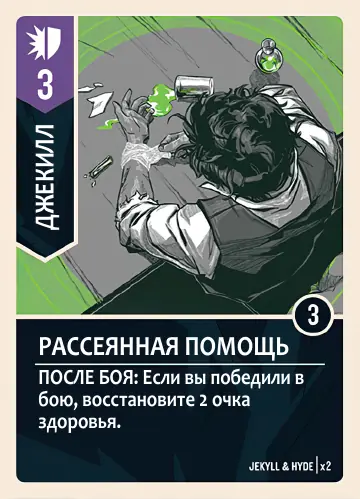 3
ДЖЕКИЛЛ
3
РАССЕЯННАЯ ПОМОЩЬ
ПОСЛЕ БОЯ: Если вы победили в
бою, восстановите 2 очка
здоровья.
JEKYLL & HYDE | x2